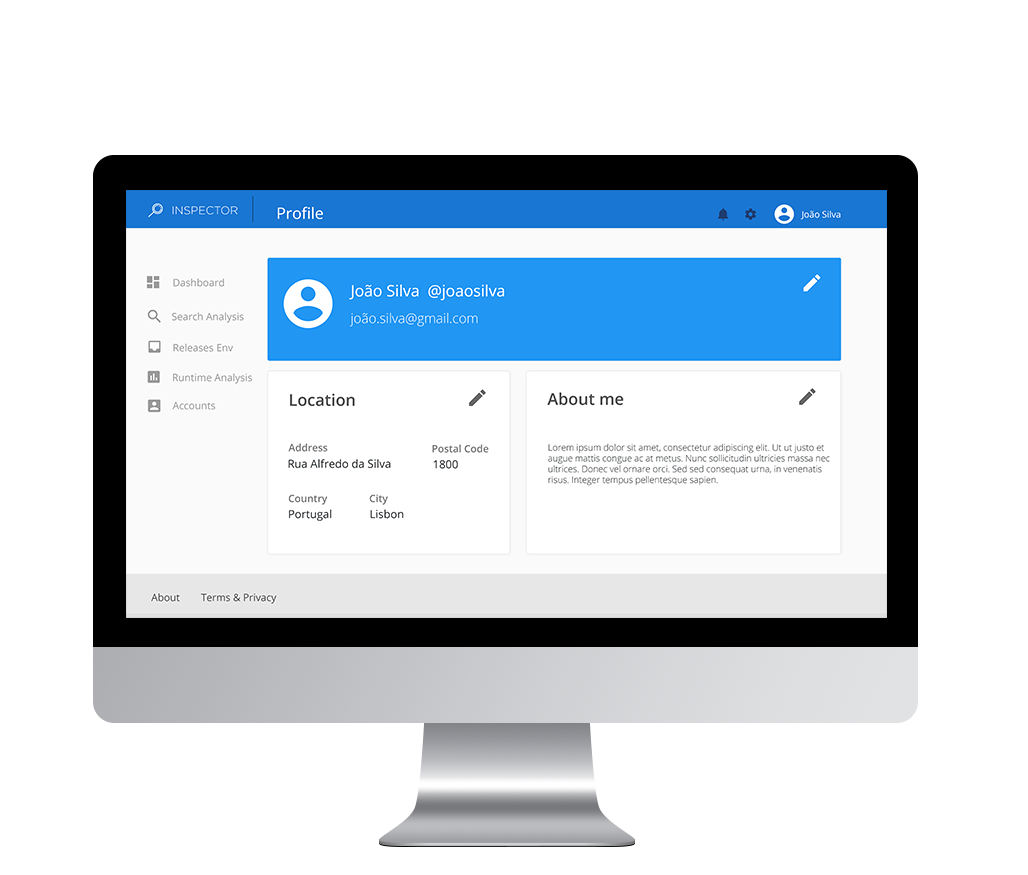 INSPECTOR
Profile
João Silva
Dashboard
Search Analysis
Releases Env
Runtime Analysis
Accounts
João Silva @joaosilva
joão.silva@gmail.com
Location
Address
Postal Code
Rua Alfredo da Silva
1800
Country
City
Portugal
Lisbon
About me
Lorem ipsum dolor sit amet, consectetur adipiscing elit. Ut ut justo et
augue mattis congue ac at metus. Nunc sollicitudin ultricies massa nec
ultrices. Donec vel ornare orci. Sed sed consequat urna, in venenatis
risus. Integer tempus pellentesque sapien.
About
Terms & Privacy